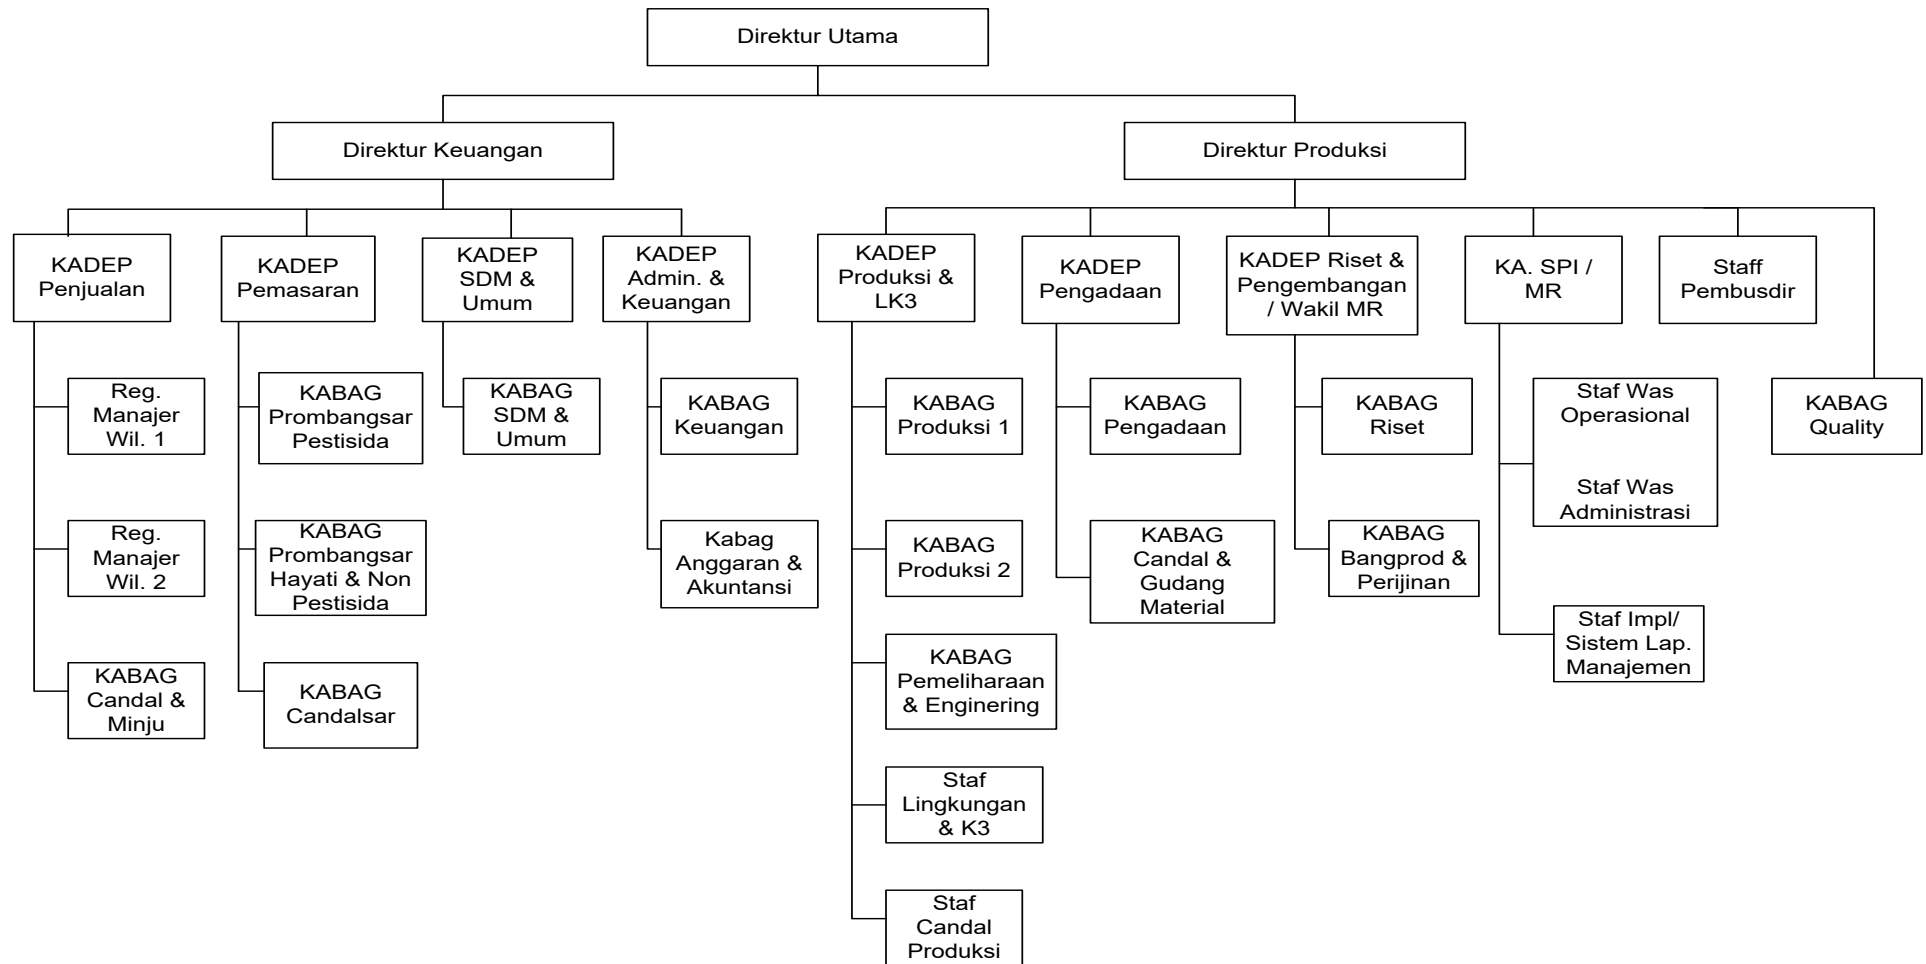 Direktur Utama
Direktur Keuangan
Direktur Produksi
KADEP
Penjualan
KADEP
Pemasaran
KADEP
SDM &
Umum
KADEP
Admin. &
Keuangan
KADEP
Produksi &
LK3
KADEP
Pengadaan
KADEP Riset &
Pengembangan
/ Wakil MR
KA. SPI /
MR
Staff
Pembusdir
Reg.
Manajer
Wil. 1
KABAG
Prombangsar
Pestisida
KABAG
SDM &
Umum
KABAG
Keuangan
KABAG
Produksi 1
KABAG
Pengadaan
KABAG
Riset
Staf Was
Operasional
Staf Was
Administrasi
KABAG
Quality
Reg.
Manajer
Wil. 2
KABAG
Prombangsar
Hayati & Non
Pestisida
Kabag
Anggaran &
Akuntansi
KABAG
Produksi 2
KABAG
Candal &
Gudang
Material
KABAG
Bangprod &
Perijinan
Staf Impl/
Sistem Lap.
Manajemen
KABAG
Candal &
Minju
KABAG
Candalsar
KABAG
Pemeliharaan
& Enginering
Staf
Lingkungan
& K3
Staf
Candal
Produksi